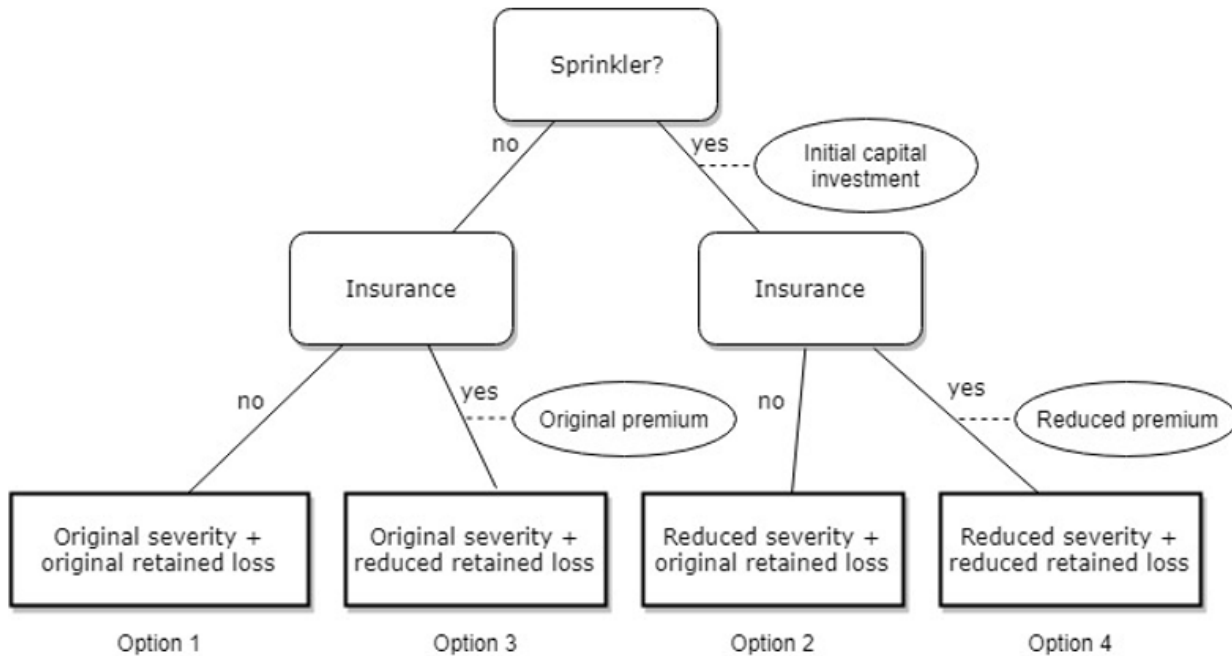 Sprinkler?
no
yes
Initial capital
investment
Insurance
Insurance
no
yes
Original premium
no
yes
Reduced premium
Original severity +
original retained loss
Original severity +
reduced retained loss
Reduced severity +
original retained loss
Reduced severity +
reduced retained loss
Option 1
Option 3
Option 2
Option 4